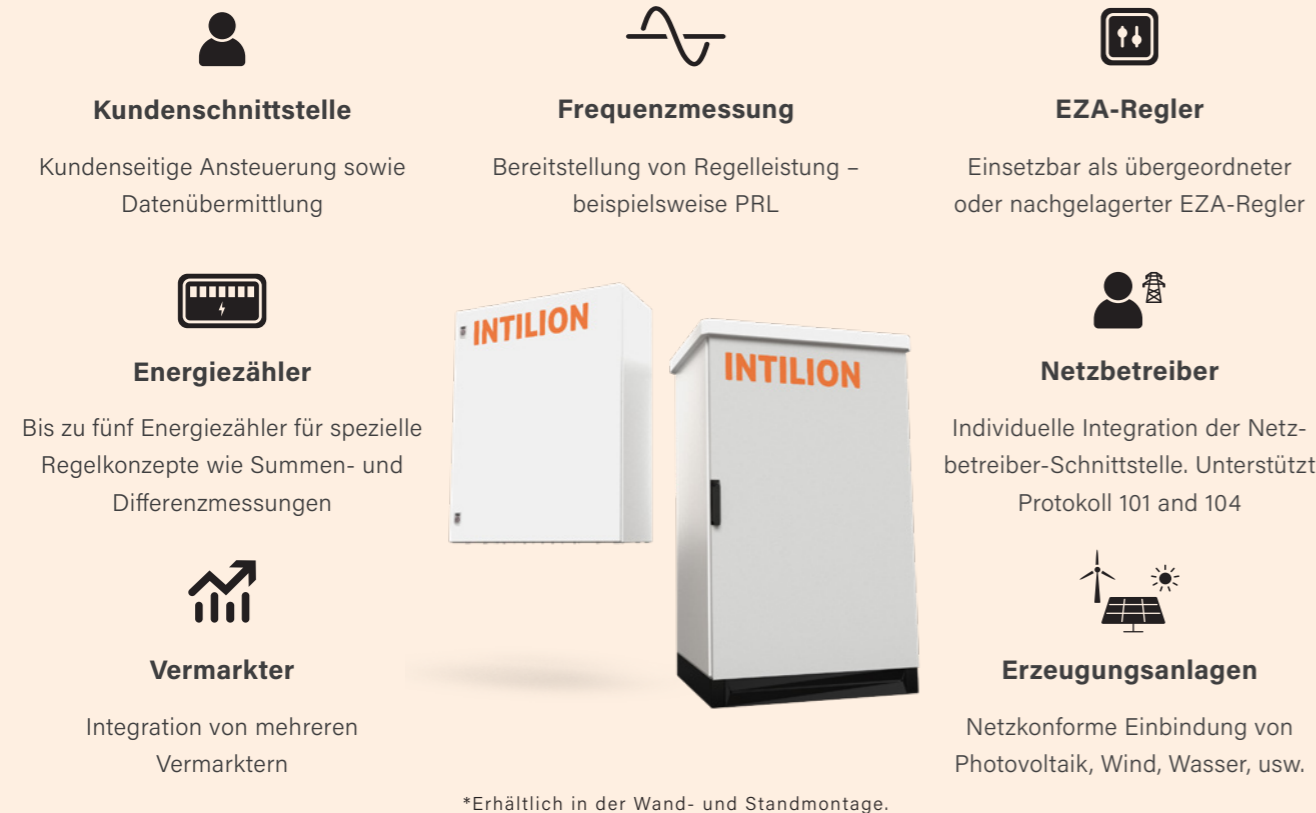 Kundenschnittstelle
Kundenseitige Ansteuerung sowie
Datenübermittlung
Frequenzmessung
Bereitstellung von Regelleistung –
beispielsweise PRL
EZA-Regler
Einsetzbar als übergeordneter
oder nachgelagerter EZA-Regler
Energiezähler
Bis zu fünf Energiezähler für spezielle
Regelkonzepte wie Summen- und
Differenzmessungen
INTILION
INTILION
Netzbetreiber
Individuelle Integration der Netz-
betreiber-Schnittstelle. Unterstützt
Protokoll 101 and 104
Vermarkter
Integration von mehreren
Vermarktern
Erzeugungsanlagen
Netzkonforme Einbindung von
Photovoltaik, Wind, Wasser, usw.
*Erhältlich in der Wand- und Standmontage.